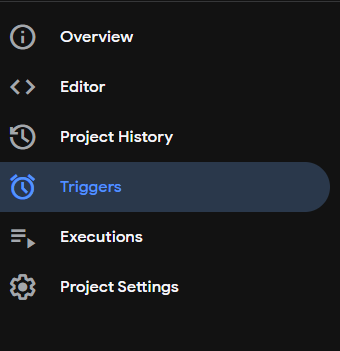 Overview
Editor
Project History
Triggers
Executions
Project Settings